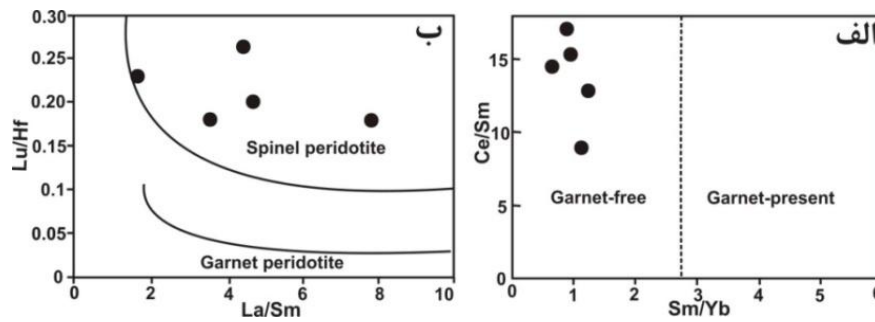 ب
0.30
0.25
0.20
0.15
0.1
0.05
0
Lu/Hf
Spinel peridotite
Garnet peridotite
2
4
6
8
10
La/Sm
الف
15
10
5
0
Ce/Sm
Garnet-free
Garnet-present
0
1
2
3
4
5
6
Sm/Yb